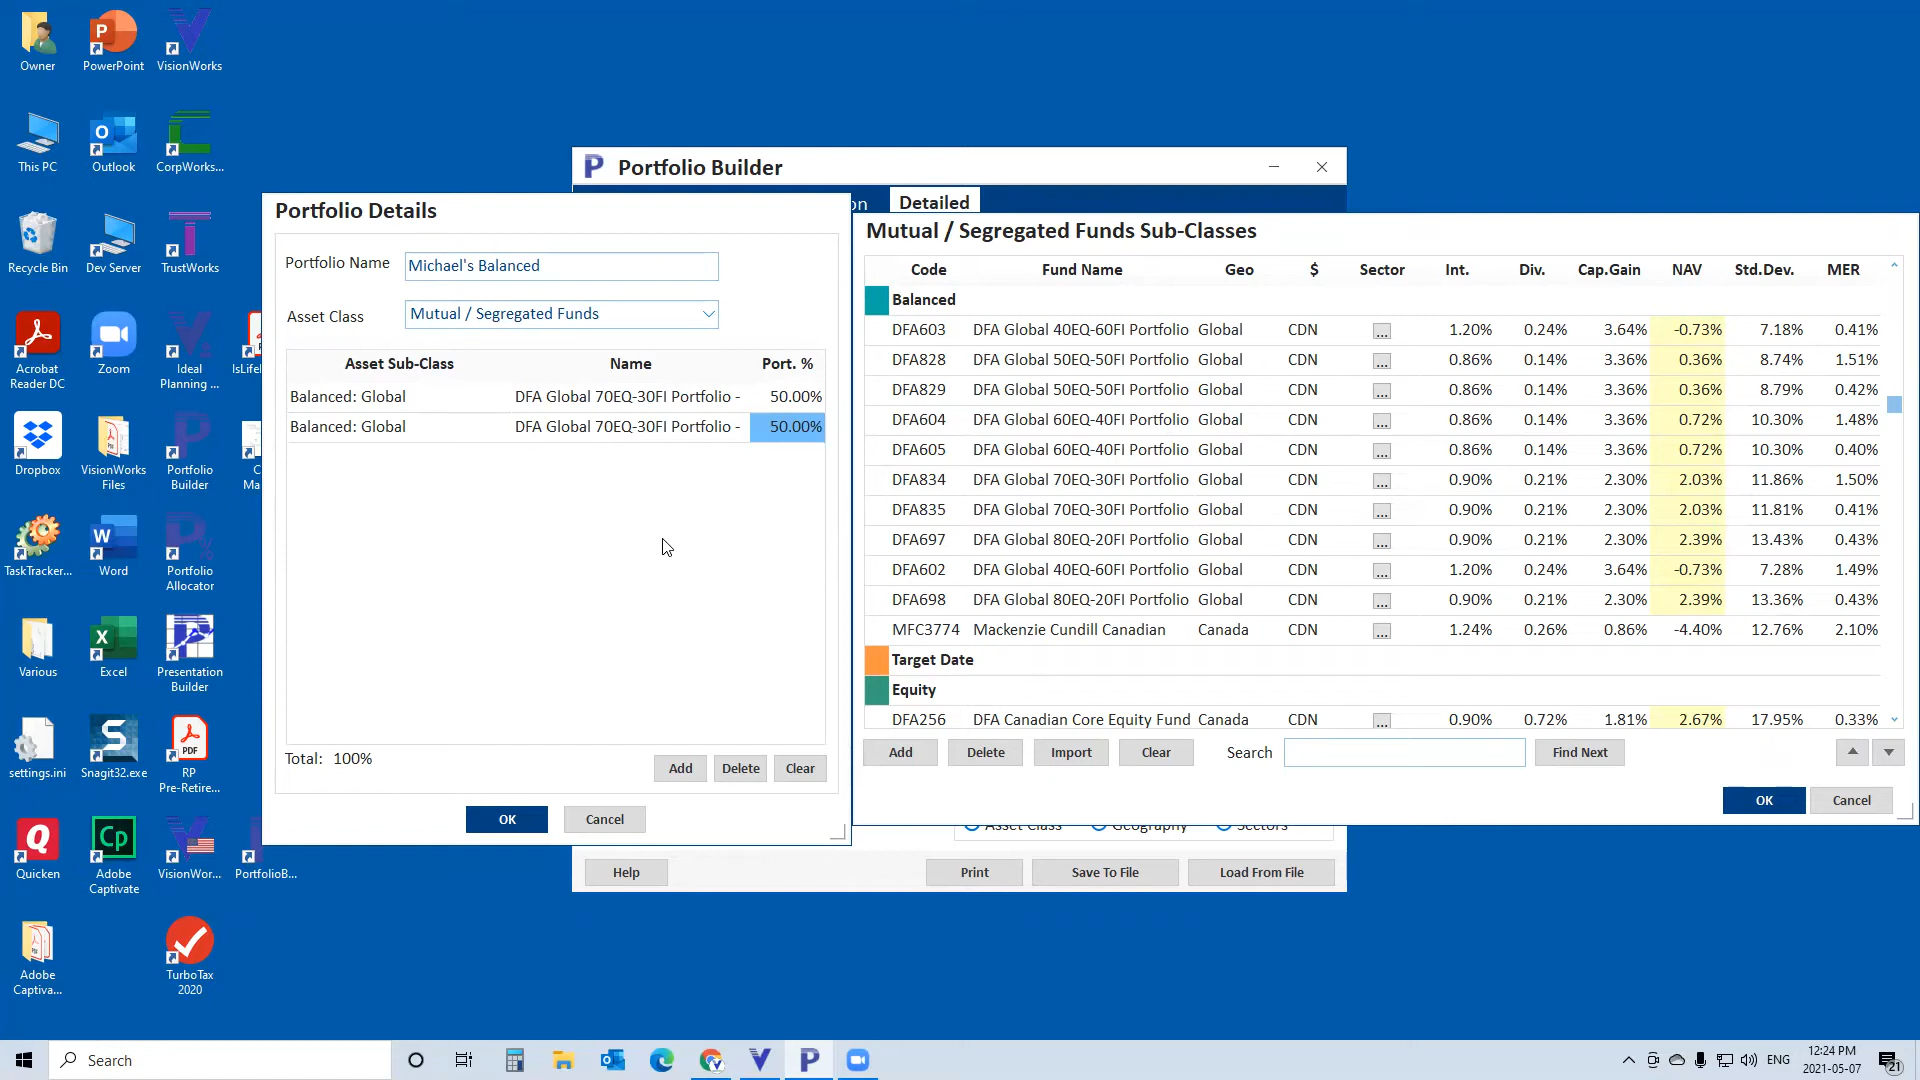 Owner
PowerPoint
VisionWorks
This PC
Outlook
CorpWorks...
Recycle Bin
Dev Server
TrustWorks
Acrobat
Reader DC
Zoom
Ideal
Planning ...
IsLifeI
Dropbox
VisionWorks
Files
Portfolio
Builder
C
Ma
TaskTracker...
Word
Portfolio
Allocator
Various
Excel
Presentation
Builder
settings.ini
Snagit32.exe
RP
Pre-Retire...
Quicken
Adobe
Captivate
VisionWor...
PortfolioB...
Adobe
Captiva...
TurboTax
2020
Portfolio Builder
on
Detailed
Portfolio Details
Portfolio Name
Michael's Balanced
Asset Class
Mutual / Segregated Funds
Asset Sub-Class Name Port. %
Balanced: Global DFA Global 70EQ-30FI Portfolio - 50.00%
Balanced: Global DFA Global 70EQ-30FI Portfolio - 50.00%
Total: 100%
Add Delete Clear
OK Cancel
Mutual / Segregated Funds Sub-Classes
Code Fund Name Geo $ Sector Int. Div. Cap.Gain NAV Std.Dev. MER
Balanced
DFA603 DFA Global 40EQ-60FI Portfolio Global CDN ... 1.20% 0.24% 3.64% -0.73% 7.18% 0.41%
DFA828 DFA Global 50EQ-50FI Portfolio Global CDN ... 0.86% 0.14% 3.36% 0.36% 8.74% 1.51%
DFA829 DFA Global 50EQ-50FI Portfolio Global CDN ... 0.86% 0.14% 3.36% 0.36% 8.79% 0.42%
DFA604 DFA Global 60EQ-40FI Portfolio Global CDN ... 0.86% 0.14% 3.36% 0.72% 10.30% 1.48%
DFA605 DFA Global 60EQ-40FI Portfolio Global CDN ... 0.86% 0.14% 3.36% 0.72% 10.30% 0.40%
DFA834 DFA Global 70EQ-30FI Portfolio Global CDN ... 0.90% 0.21% 2.30% 2.03% 11.86% 1.50%
DFA835 DFA Global 70EQ-30FI Portfolio Global CDN ... 0.90% 0.21% 2.30% 2.03% 11.81% 0.41%
DFA697 DFA Global 80EQ-20FI Portfolio Global CDN ... 0.90% 0.21% 2.30% 2.39% 13.43% 0.43%
DFA602 DFA Global 40EQ-60FI Portfolio Global CDN ... 1.20% 0.24% 3.64% -0.73% 7.28% 1.49%
DFA698 DFA Global 80EQ-20FI Portfolio Global CDN ... 0.90% 0.21% 2.30% 2.39% 13.36% 0.43%
MFC3774 Mackenzie Cundill Canadian Canada CDN ... 1.24% 0.26% 0.86% -4.40% 12.76% 2.10%
Target Date
Equity
DFA256 DFA Canadian Core Equity Fund Canada CDN ... 0.90% 0.72% 1.81% 2.67% 17.95% 0.33%
Add Delete Import Clear Search Find Next
OK Cancel
Asset Class Geography Sectors
Help Print Save To File Load From File
Search
ENG
12:24 PM
2021-05-07
21